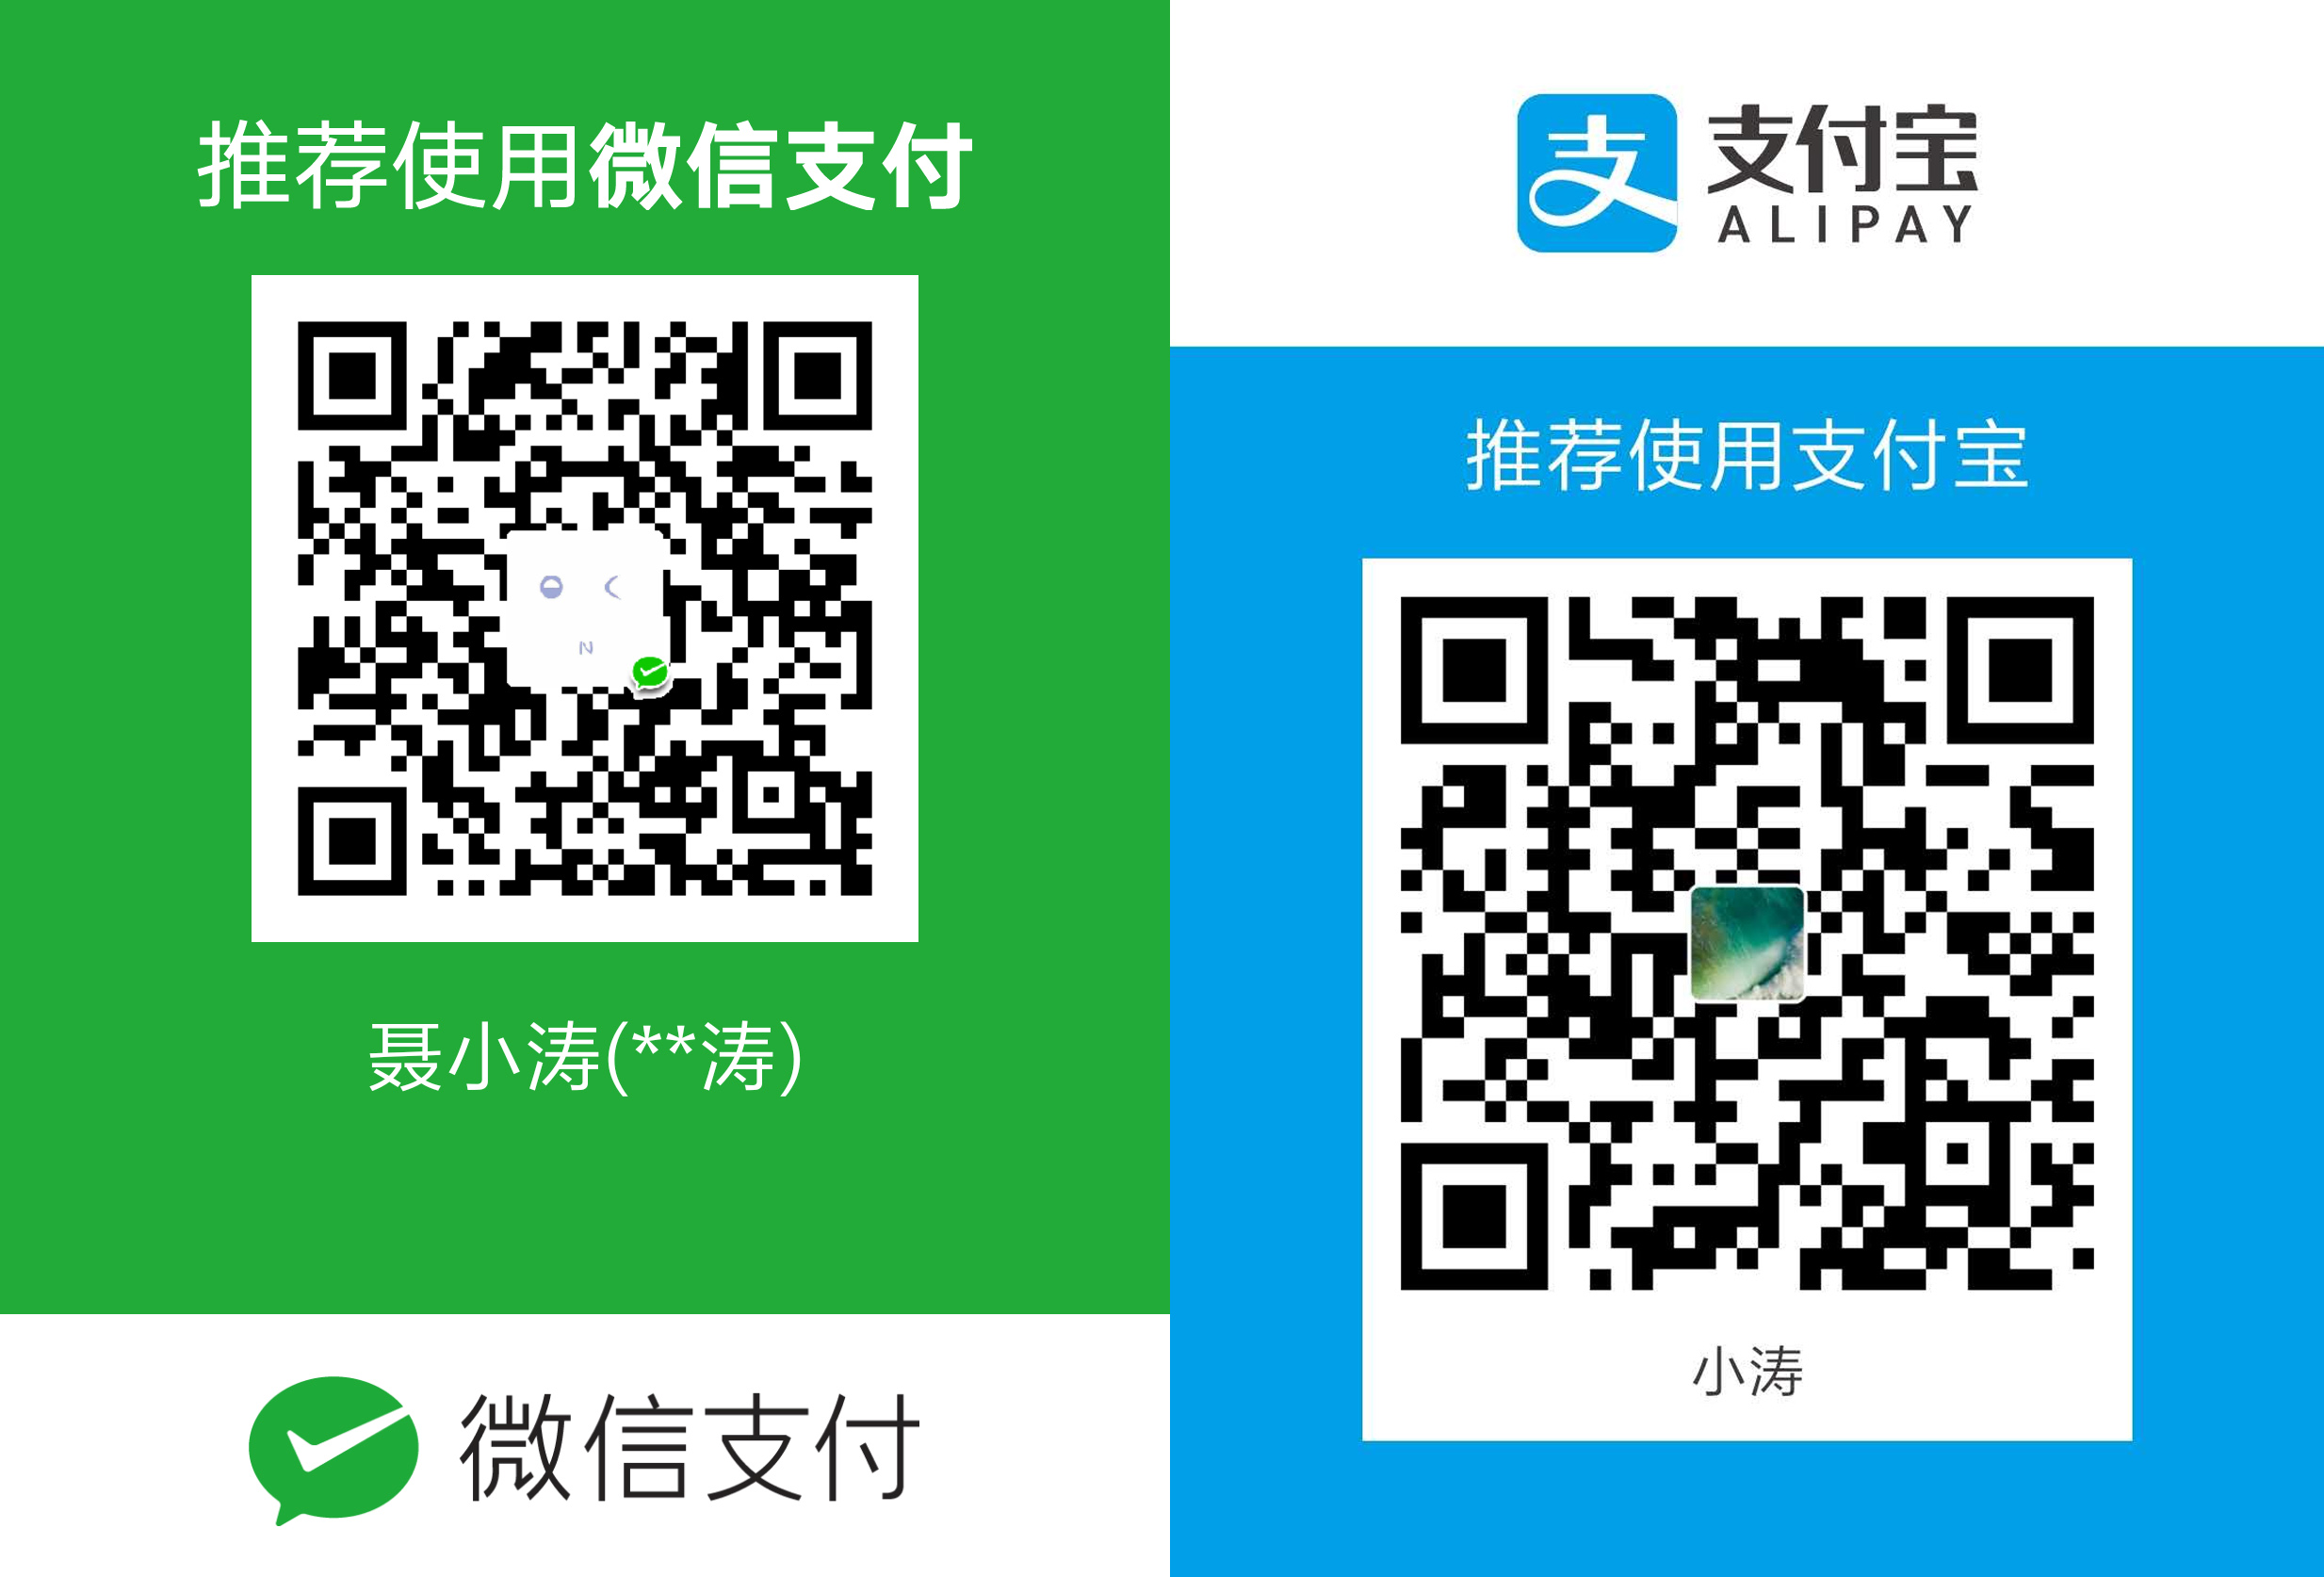 推荐使用微信支付
聂小涛(**涛)
微信支付
支 支付宝
ALIPAY
推荐使用支付宝
小涛